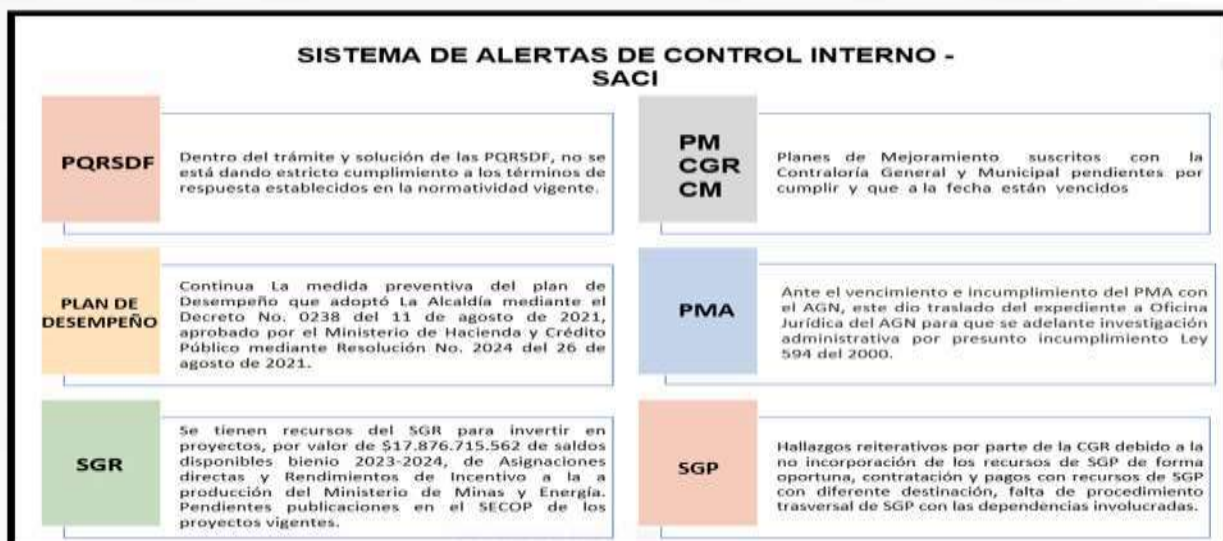 SISTEMA DE ALERTAS DE CONTROL INTERNO -
SACI
PQRSDF
Dentro del trámite y solución de las PQRSDF, no se
está dando estricto cumplimiento a los términos de
respuesta establecidos en la normatividad vigente.
PM
CGR
CM
Planes de Mejoramiento suscritos con la
Contraloría General y Municipal pendientes por
cumplir y que a la fecha están vencidos
PLAN DE
DESEMPEÑO
Continua La medida preventiva del plan de
Desempeño que adoptó La Alcaldía mediante el
Decreto No. 0238 del 11 de agosto de 2021,
aprobado por el Ministerio de Hacienda y Crédito
Público mediante Resolución No. 2024 del 26 de
agosto de 2021.
PMA
Ante el vencimiento e incumplimiento del PMA con
el AGN, este dio traslado del expediente a Oficina
Jurídica del AGN para que se adelante investigación
administrativa por presunto incumplimiento Ley
594 del 2000.
SGR
Se tienen recursos del SGR para invertir en
proyectos, por valor de $17.876.715.562 de saldos
disponibles bienio 2023-2024, de Asignaciones
directas y Rendimientos de Incentivo a la a
producción del Ministerio de Minas y Energía.
Pendientes publicaciones en el SECOP de los
proyectos vigentes.
SGP
Hallazgos reiterativos por parte de la CGR debido a la
no incorporación de los recursos de SGP de forma
oportuna, contratación y pagos con recursos de SGP
con diferente destinación, falta de procedimiento
trasversal de SGP con las dependencias involucradas.